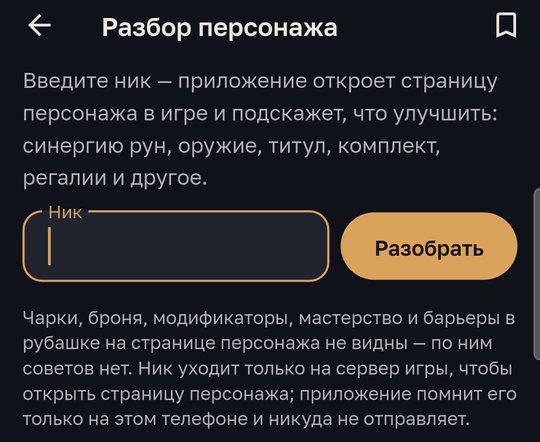 Разбор персонажа
Введите ник — приложение откроет страницу
персонажа в игре и подскажет, что улучшить:
синергию рун, оружие, титул, комплект,
регалии и другое.
Ник
Разобрать
Чарки, броня, модификаторы, мастерство и барьеры в
рубашке на странице персонажа не видны — по ним
советов нет. Ник уходит только на сервер игры, чтобы
открыть страницу персонажа; приложение помнит его
только на этом телефоне и никуда не отправляет.